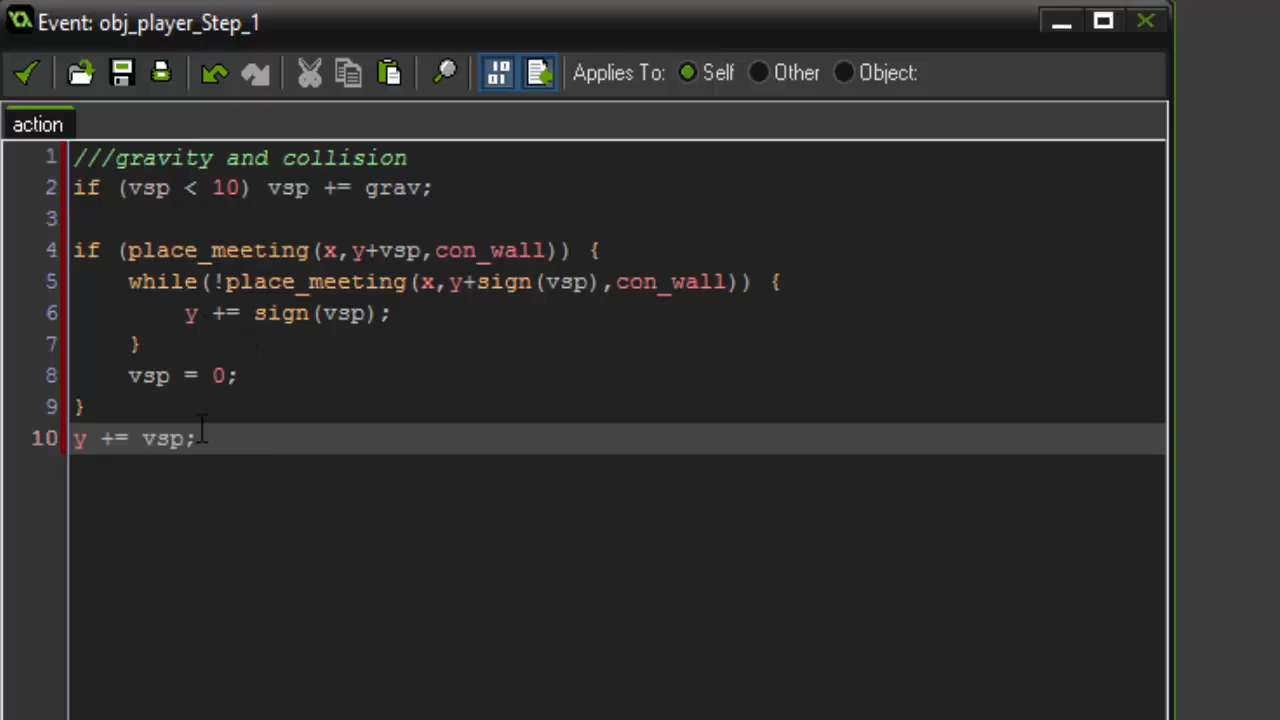 Event: obj_player_Step_1
Applies To: Self Other Object:
action
1 ///gravity and collision
2 if (vsp < 10) vsp += grav;
3
4 if (place_meeting(x,y+vsp,con_wall)) {
5     while(!place_meeting(x,y+sign(vsp),con_wall)) {
6         y += sign(vsp);
7     }
8     vsp = 0;
9 }
10 y += vsp;